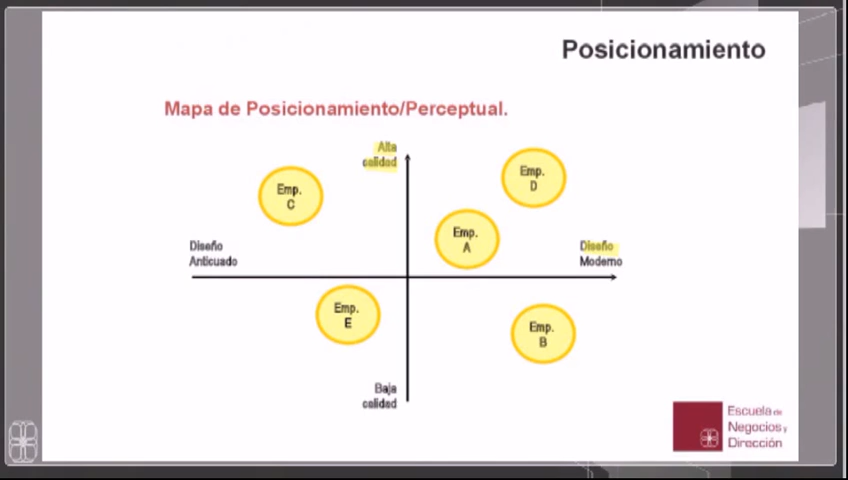 Posicionamiento
Mapa de Posicionamiento/Perceptual.
Alta
calidad
Emp.
C
Emp.
D
Emp.
A
Diseño
Anticuado
Diseño
Moderno
Emp.
E
Emp.
B
Baja
calidad
Escuela de
Negocios y
Dirección